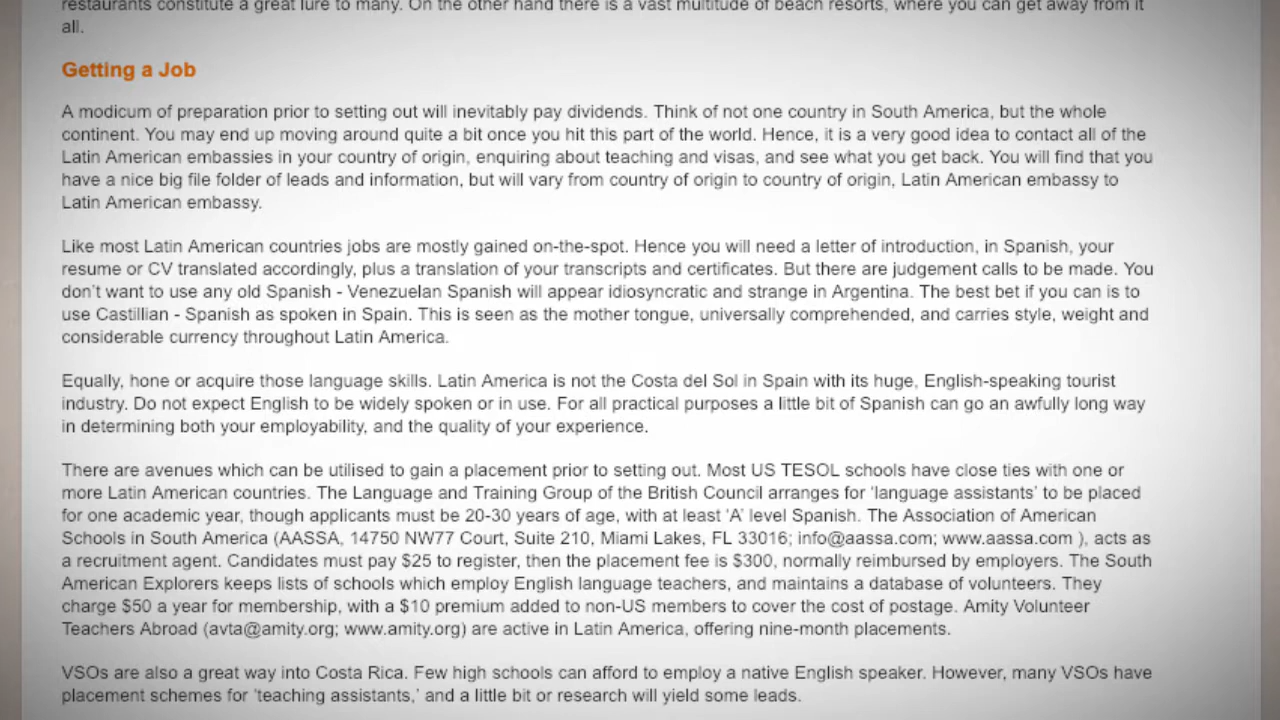 restaurants constitute a great lure to many. On the other hand there is a vast multitude of beach resorts, where you can get away from it
all.
Getting a Job
A modicum of preparation prior to setting out will inevitably pay dividends. Think of not one country in South America, but the whole
continent. You may end up moving around quite a bit once you hit this part of the world. Hence, it is a very good idea to contact all of the
Latin American embassies in your country of origin, enquiring about teaching and visas, and see what you get back. You will find that you
have a nice big file folder of leads and information, but will vary from country of origin to country of origin, Latin American embassy to
Latin American embassy.
Like most Latin American countries jobs are mostly gained on-the-spot. Hence you will need a letter of introduction, in Spanish, your
resume or CV translated accordingly, plus a translation of your transcripts and certificates. But there are judgement calls to be made. You
don't want to use any old Spanish - Venezuelan Spanish will appear idiosyncratic and strange in Argentina. The best bet if you can is to
use Castillian - Spanish as spoken in Spain. This is seen as the mother tongue, universally comprehended, and carries style, weight and
considerable currency throughout Latin America.
Equally, hone or acquire those language skills. Latin America is not the Costa del Sol in Spain with its huge, English-speaking tourist
industry. Do not expect English to be widely spoken or in use. For all practical purposes a little bit of Spanish can go an awfully long way
in determining both your employability, and the quality of your experience.
There are avenues which can be utilised to gain a placement prior to setting out. Most US TESOL schools have close ties with one or
more Latin American countries. The Language and Training Group of the British Council arranges for 'language assistants' to be placed
for one academic year, though applicants must be 20-30 years of age, with at least 'A' level Spanish. The Association of American
Schools in South America (AASSA, 14750 NW77 Court, Suite 210, Miami Lakes, FL 33016; info@aassa.com; www.aassa.com ), acts as
a recruitment agent. Candidates must pay $25 to register, then the placement fee is $300, normally reimbursed by employers. The South
American Explorers keeps lists of schools which employ English language teachers, and maintains a database of volunteers. They
charge $50 a year for membership, with a $10 premium added to non-US members to cover the cost of postage. Amity Volunteer
Teachers Abroad (avta@amity.org; www.amity.org) are active in Latin America, offering nine-month placements.
VSOs are also a great way into Costa Rica. Few high schools can afford to employ a native English speaker. However, many VSOs have
placement schemes for 'teaching assistants,' and a little bit or research will yield some leads.